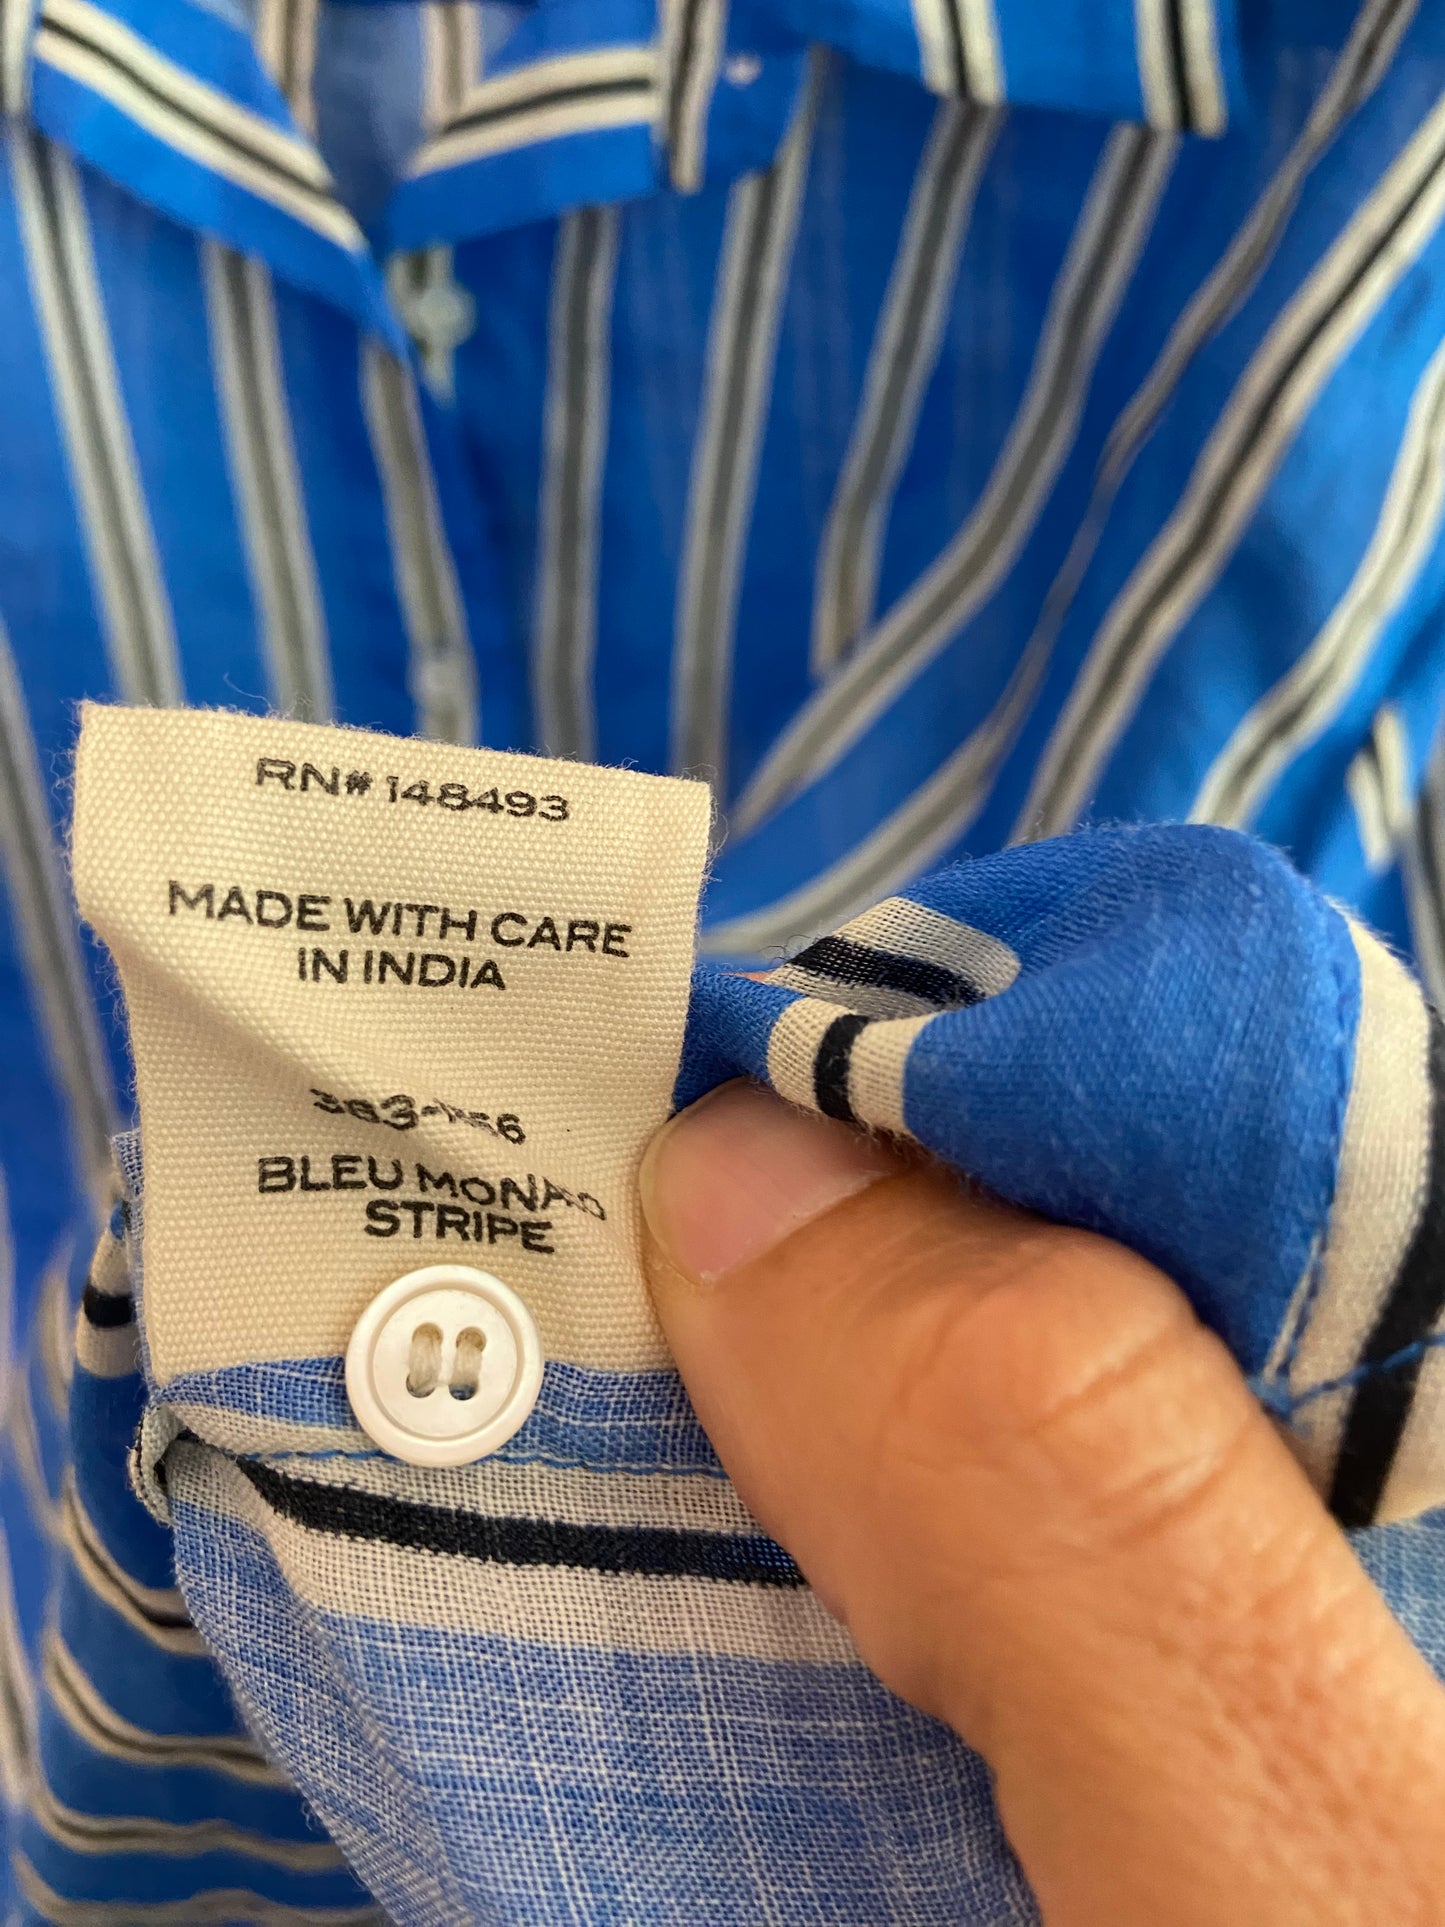 RN# 148493
MADE WITH CARE
IN INDIA
BLEU
STRIPE